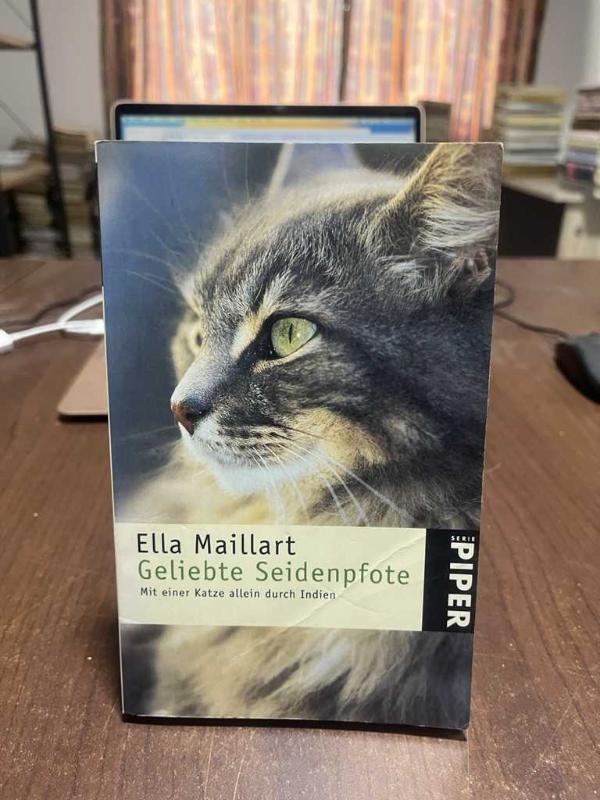 Ella Maillart
Geliebte Seidenpfote
Mit einer Katze allein durch Indien
SERIE
PIPER